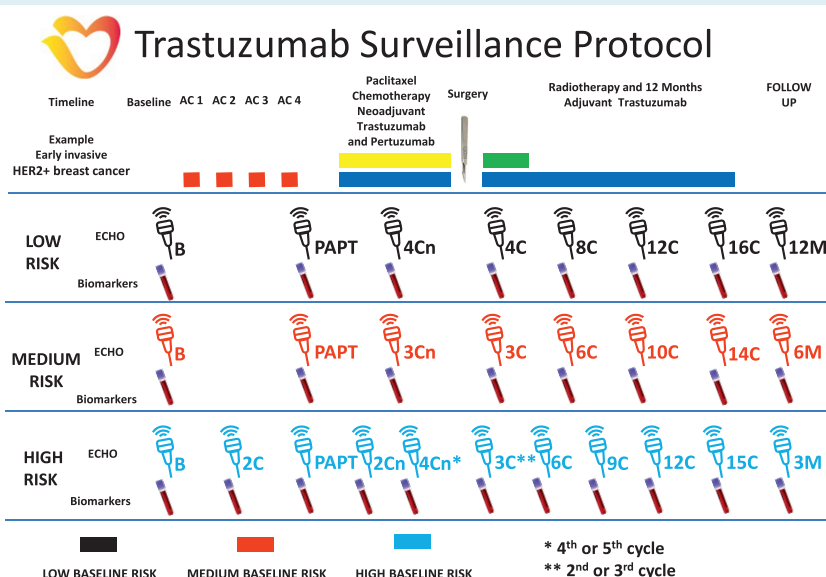 Trastuzumab Surveillance Protocol
Timeline
Baseline
AC 1 AC 2 AC 3 AC 4
Paclitaxel
Chemotherapy
Neoadjuvant
Trastuzumab
and Pertuzumab
Surgery
Radiotherapy and 12 Months
Adjuvant Trastuzumab
FOLLOW
UP
Example
Early invasive
HER2+ breast cancer
LOW
RISK
ECHO
B PAPT 4Cn 4C 8C 12C 16C 12M
Biomarkers
MEDIUM
RISK
ECHO
B PAPT 3Cn 3C 6C 10C 14C 6M
Biomarkers
HIGH
RISK
ECHO
B 2C PAPT 2Cn 4Cn* 3C** 6C 9C 12C 15C 3M
Biomarkers
LOW BASELINE RISK
MEDIUM BASELINE RISK
HIGH BASELINE RISK
* 4th or 5th cycle
** 2nd or 3rd cycle